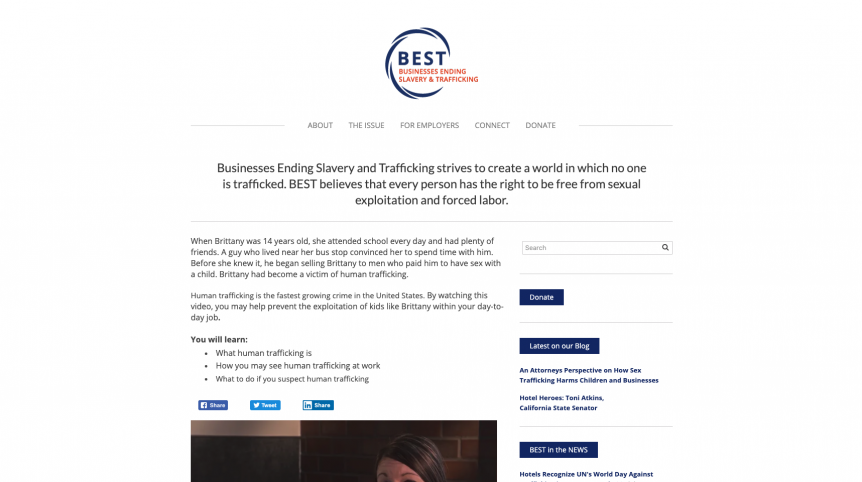 BEST
BUSINESSES ENDING
SLAVERY & TRAFFICKING
ABOUT THE ISSUE FOR EMPLOYERS CONNECT DONATE
Businesses Ending Slavery and Trafficking strives to create a world in which no one
is trafficked. BEST believes that every person has the right to be free from sexual
exploitation and forced labor.
When Brittany was 14 years old, she attended school every day and had plenty of
friends. A guy who lived near her bus stop convinced her to spend time with him.
Before she knew it, he began selling Brittany to men who paid him to have sex with
a child. Brittany had become a victim of human trafficking.
Human trafficking is the fastest growing crime in the United States. By watching this
video, you may help prevent the exploitation of kids like Brittany within your day-to-
day job.
You will learn:
• What human trafficking is
• How you may see human trafficking at work
• What to do if you suspect human trafficking
Share Tweet Share
Search
Donate
Latest on our Blog
An Attorneys Perspective on How Sex
Trafficking Harms Children and Businesses
Hotel Heroes: Toni Atkins,
California State Senator
BEST in the NEWS
Hotels Recognize UN's World Day Against